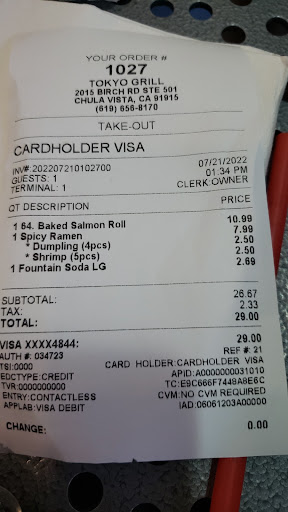 YOUR ORDER #
1027
TOKYO GRILL
2015 BIRCH RD STE 501
CHULA VISTA, CA 91915
(619) 656-8170
TAKE-OUT
CARDHOLDER VISA
INV#:202207210102700 07/21/2022
GUESTS: 1 01:34 PM
TERMINAL: 1 CLERK:OWNER
QT DESCRIPTION PRICE
1 64. Baked Salmon Roll 10.99
1 Spicy Ramen 7.99
* Dumpling (4pcs) 2.50
* Shrimp (5pcs) 2.50
1 Fountain Soda LG 2.69
SUBTOTAL: 26.67
TAX: 2.33
TOTAL: 29.00
VISA XXXX4844: 29.00
AUTH #: 034723 REF #: 21
TSI:0000 CARD HOLDER:CARDHOLDER VISA
EDCTYPE:CREDIT APID:A0000000031010
TVR:0000000000 TC:E9C666F7448A8E6C
ENTRY:CONTACTLESS CVM:NO CVM REQUIRED
APPLAB:VISA DEBIT IAD:06061203A00000
CHANGE: 0.00